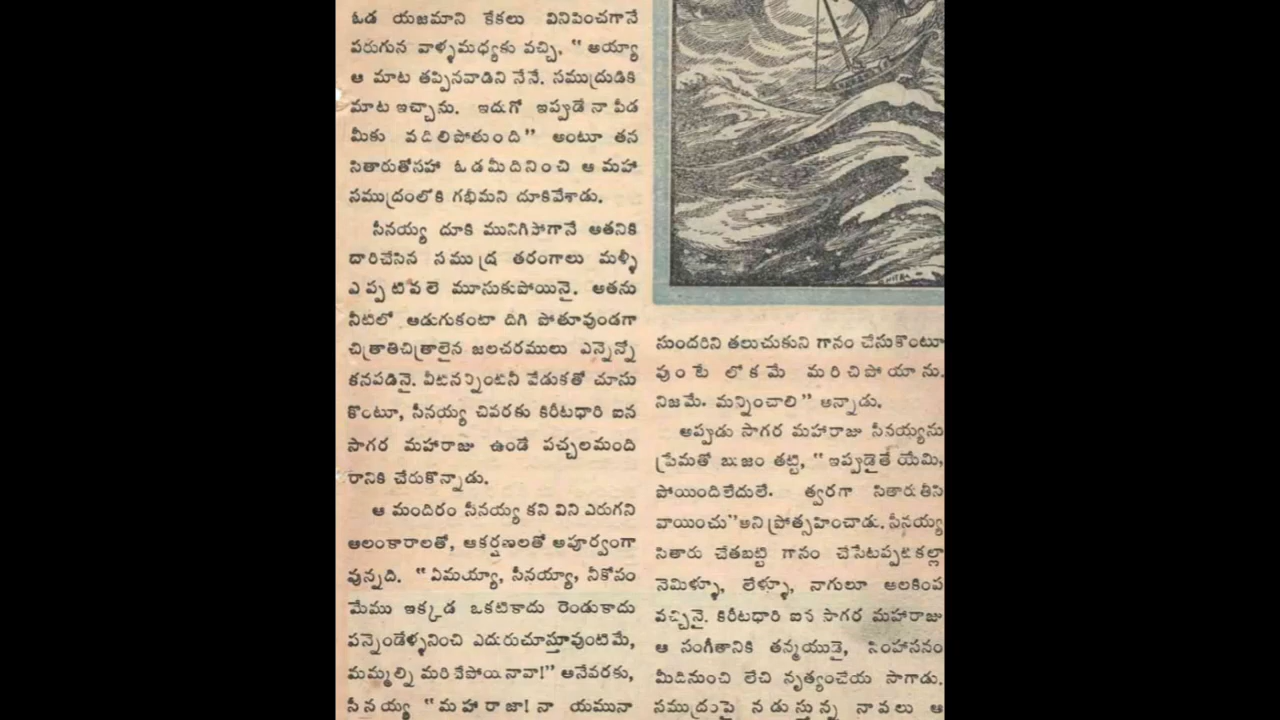 ఓడ యజమాని కేకలు వినిపించగానే
పరుగున వాళ్ళమధ్యకు వచ్చి, “ అయ్యా
ఆ మాట తప్పినవాడిని నేనే. సముద్రుడికి
మాట ఇచ్చాను. ఇదుగో ఇప్పుడే నా పీడ
మీకు వదిలిపోతుంది” అంటూ తన
సితారుతోసహా ఓడమీదినించి ఆ మహా
సముద్రంలోకి గభీమని దూకివేశాడు.
సీనయ్య దూకి మునిగిపోగానే అతనికి
దారిచేసిన సముద్ర తరంగాలు మళ్ళీ
ఎప్పటివలె మూసుకుపోయినై. అతను
నీటిలో ఆడుగుకంటా దిగి పోతూవుండగా
చిత్రాతిచిత్రాలైన జలచరములు ఎన్నెన్నో
కనపడినై. వీటనన్నింటినీ వేడుకతో చూసు
కొంటూ, సీనయ్య చివరకు కిరీటధారి ఐన
సాగర మహారాజు ఉండే పచ్చలమంది
రానికి చేరుకొన్నాడు.
ఆ మందిరం సీనయ్య కని విని ఎరుగని
అలంకారాలతో, ఆకర్షణలతో అపూర్వంగా
వున్నది. “ ఏమయ్యా, సీనయ్యా, నీకోసం
మేము ఇక్కడ ఒకటికాదు రెండుకాదు
పన్నెండేళ్ళనించి ఎదురుచూస్తూవుంటిమే,
మమ్మల్ని మరిచేపోయినావా!” అనేవరకు,
సీనయ్య “మహారాజా! నా యమునా
సుందరిని తలుచుకుని గానం చేసుకొంటూ
వుంటే లోకమే మరిచిపోయాను.
నిజమే. మన్నించాలి” అన్నాడు.
అప్పుడు సాగర మహారాజు సీనయ్యను
ప్రేమతో బుజం తట్టి, “ ఇప్పుడైతే యేమి,
పోయిందిలేదులే. త్వరగా సితారుతీసి
వాయించు”అని ప్రోత్సహించాడు. సీనయ్య
సితారు చేతబట్టి గానం చేసేటప్పటికల్లా
నెమిళ్ళూ, లేళ్ళూ, నాగులూ అలకింప
వచ్చినై. కిరీటధారి ఐన సాగర మహారాజు
ఆ సంగీతానికి తన్మయుడై, సింహాసనం
మీదినుంచి లేచి నృత్యంచేయ సాగాడు.
సముద్రంపై నడుస్తున్న నావలు ఆ